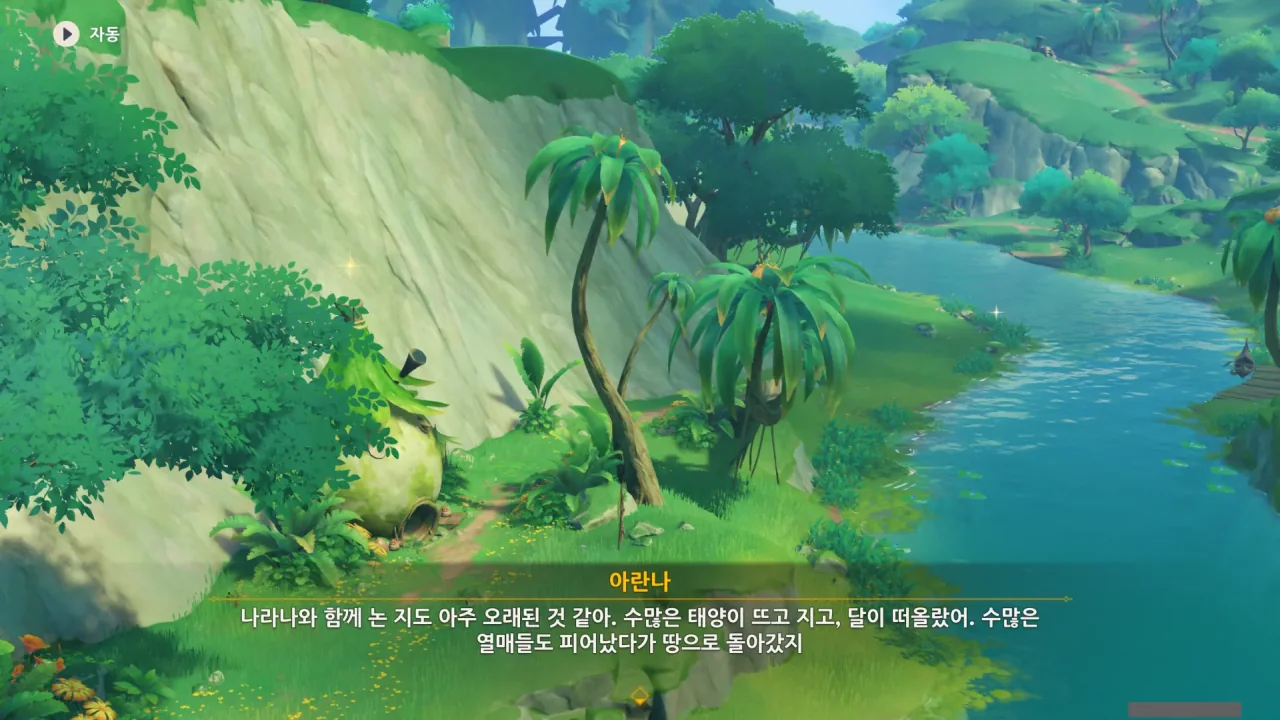 자동
아란나
나라나와 함께 논 지도 아주 오래된 것 같아. 수많은 태양이 뜨고 지고, 달이 떠올랐어. 수많은
열매들도 피어났다가 땅으로 돌아갔지